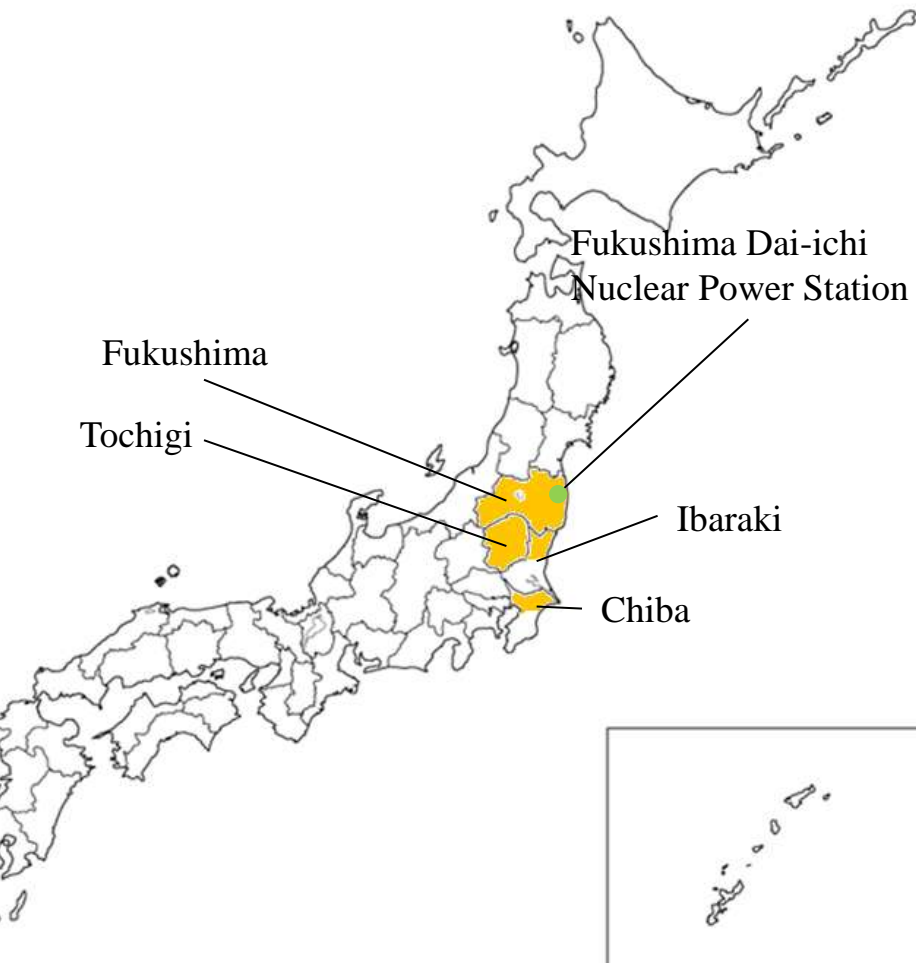 Fukushima Dai-ichi
Nuclear Power Station
Fukushima
Tochigi
Ibaraki
Chiba